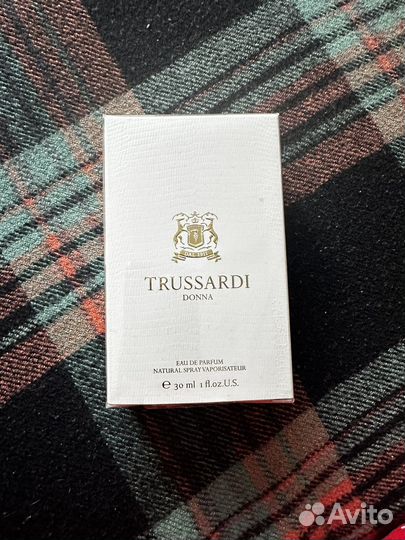 TRUSSARDI
DONNA
EAU DE PARFUM
NATURAL SPRAY VAPORISATEUR
℮ 30 ml 1 fl.oz.U.S.
Avito